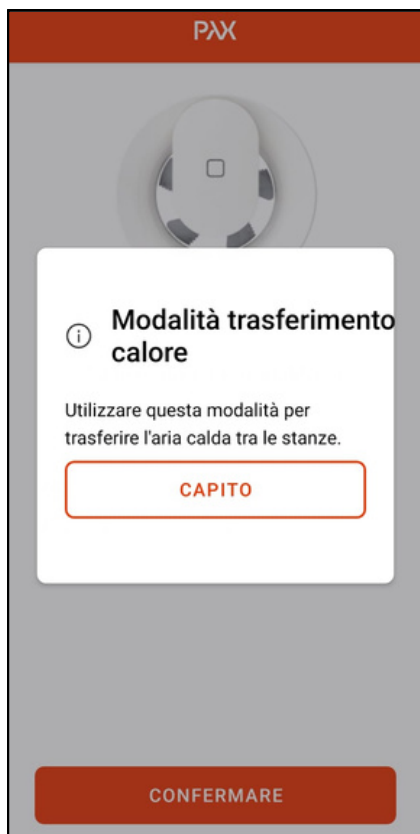 PAX
Modalità trasferimento
calore
Utilizzare questa modalità per
trasferire l'aria calda tra le stanze.
CAPITO
CONFERMARE